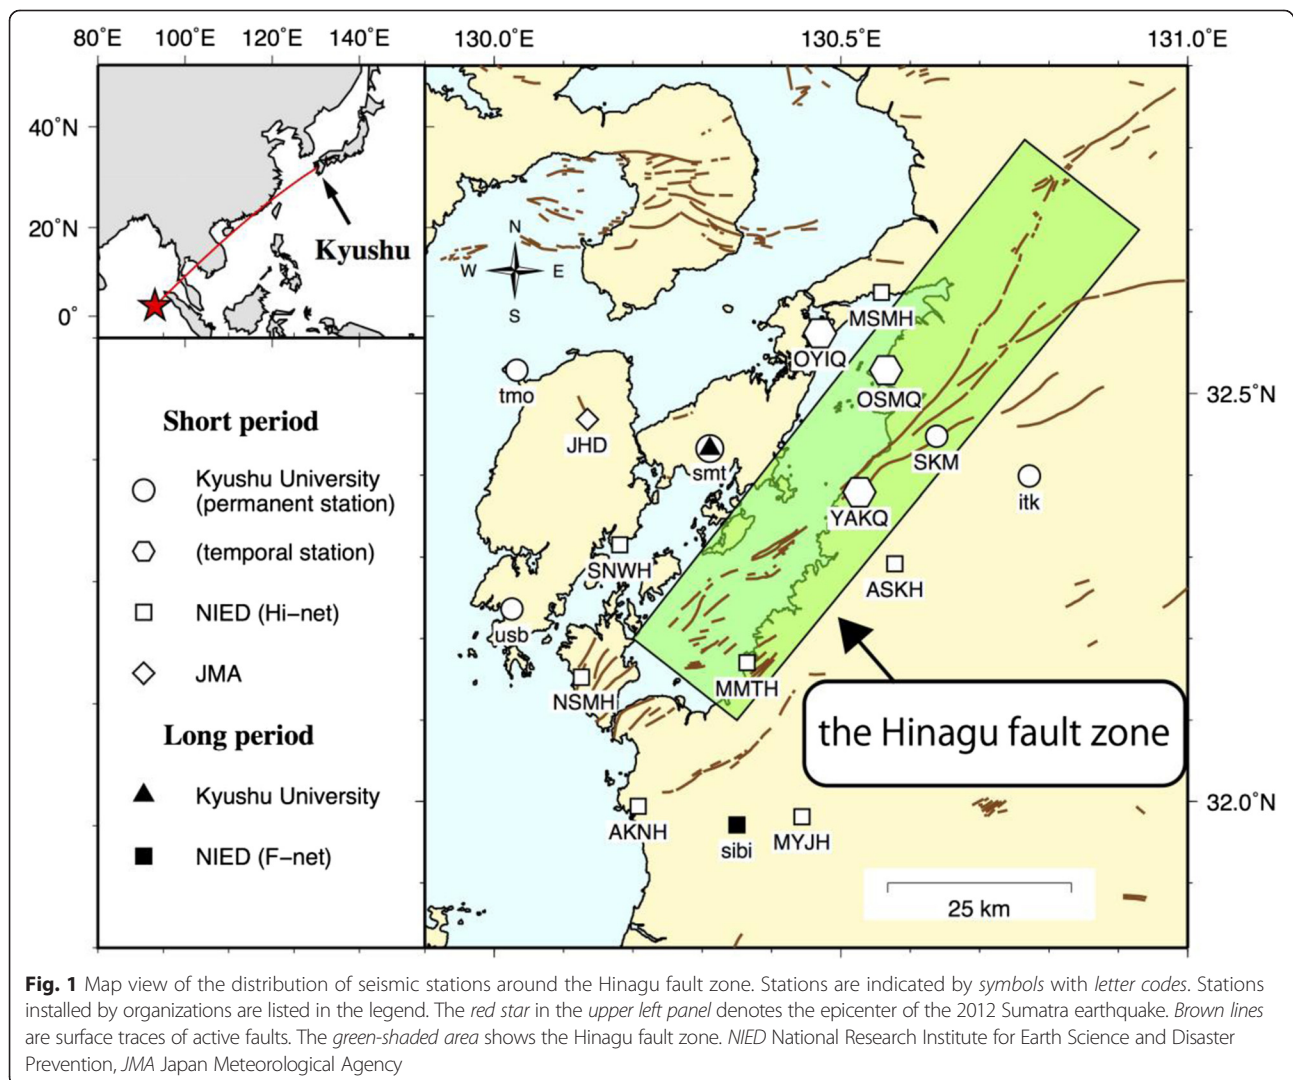 80°E 100°E 120°E 140°E
130.0°E 130.5°E 131.0°E
40°N
20°N
0°
Kyushu
N
W E
S
32.5°N
32.0°N
Short period
Kyushu University
(permanent station)
(temporal station)
NIED (Hi-net)
JMA
Long period
Kyushu University
NIED (F-net)
MSMH
OYIQ
tmo
OSMQ
JHD
smt
SKM
itk
YAKQ
SNWH
ASKH
usb
MMTH
NSMH
the Hinagu fault zone
AKNH
sibi
MYJH
25 km
Fig. 1 Map view of the distribution of seismic stations around the Hinagu fault zone. Stations are indicated by symbols with letter codes. Stations
installed by organizations are listed in the legend. The red star in the upper left panel denotes the epicenter of the 2012 Sumatra earthquake. Brown lines
are surface traces of active faults. The green-shaded area shows the Hinagu fault zone. NIED National Research Institute for Earth Science and Disaster
Prevention, JMA Japan Meteorological Agency